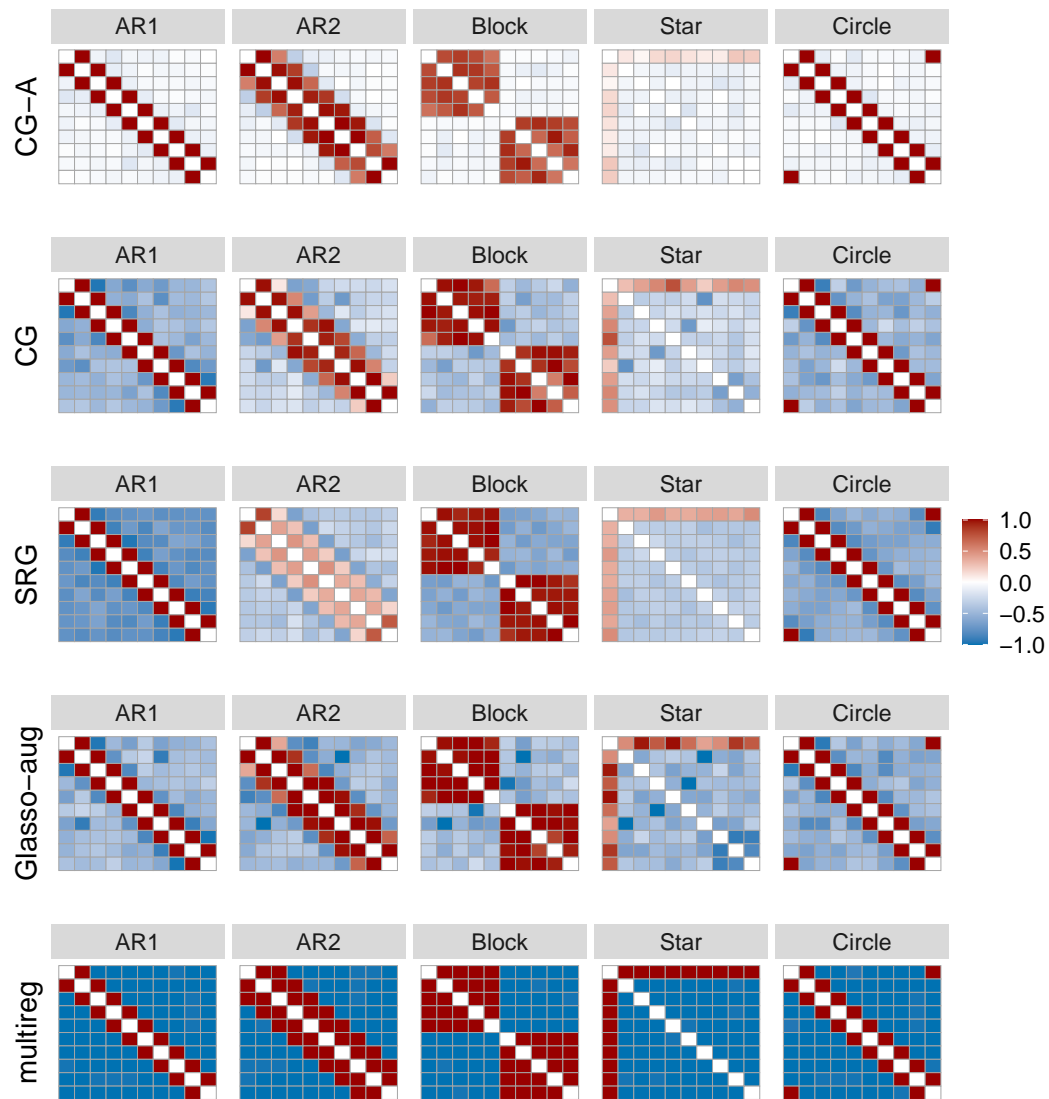 AR1 AR2 Block Star Circle
CG−A
AR1 AR2 Block Star Circle
CG
AR1 AR2 Block Star Circle
SRG
1.0
0.5
0.0
−0.5
−1.0
AR1 AR2 Block Star Circle
Glassso−aug
AR1 AR2 Block Star Circle
multireg